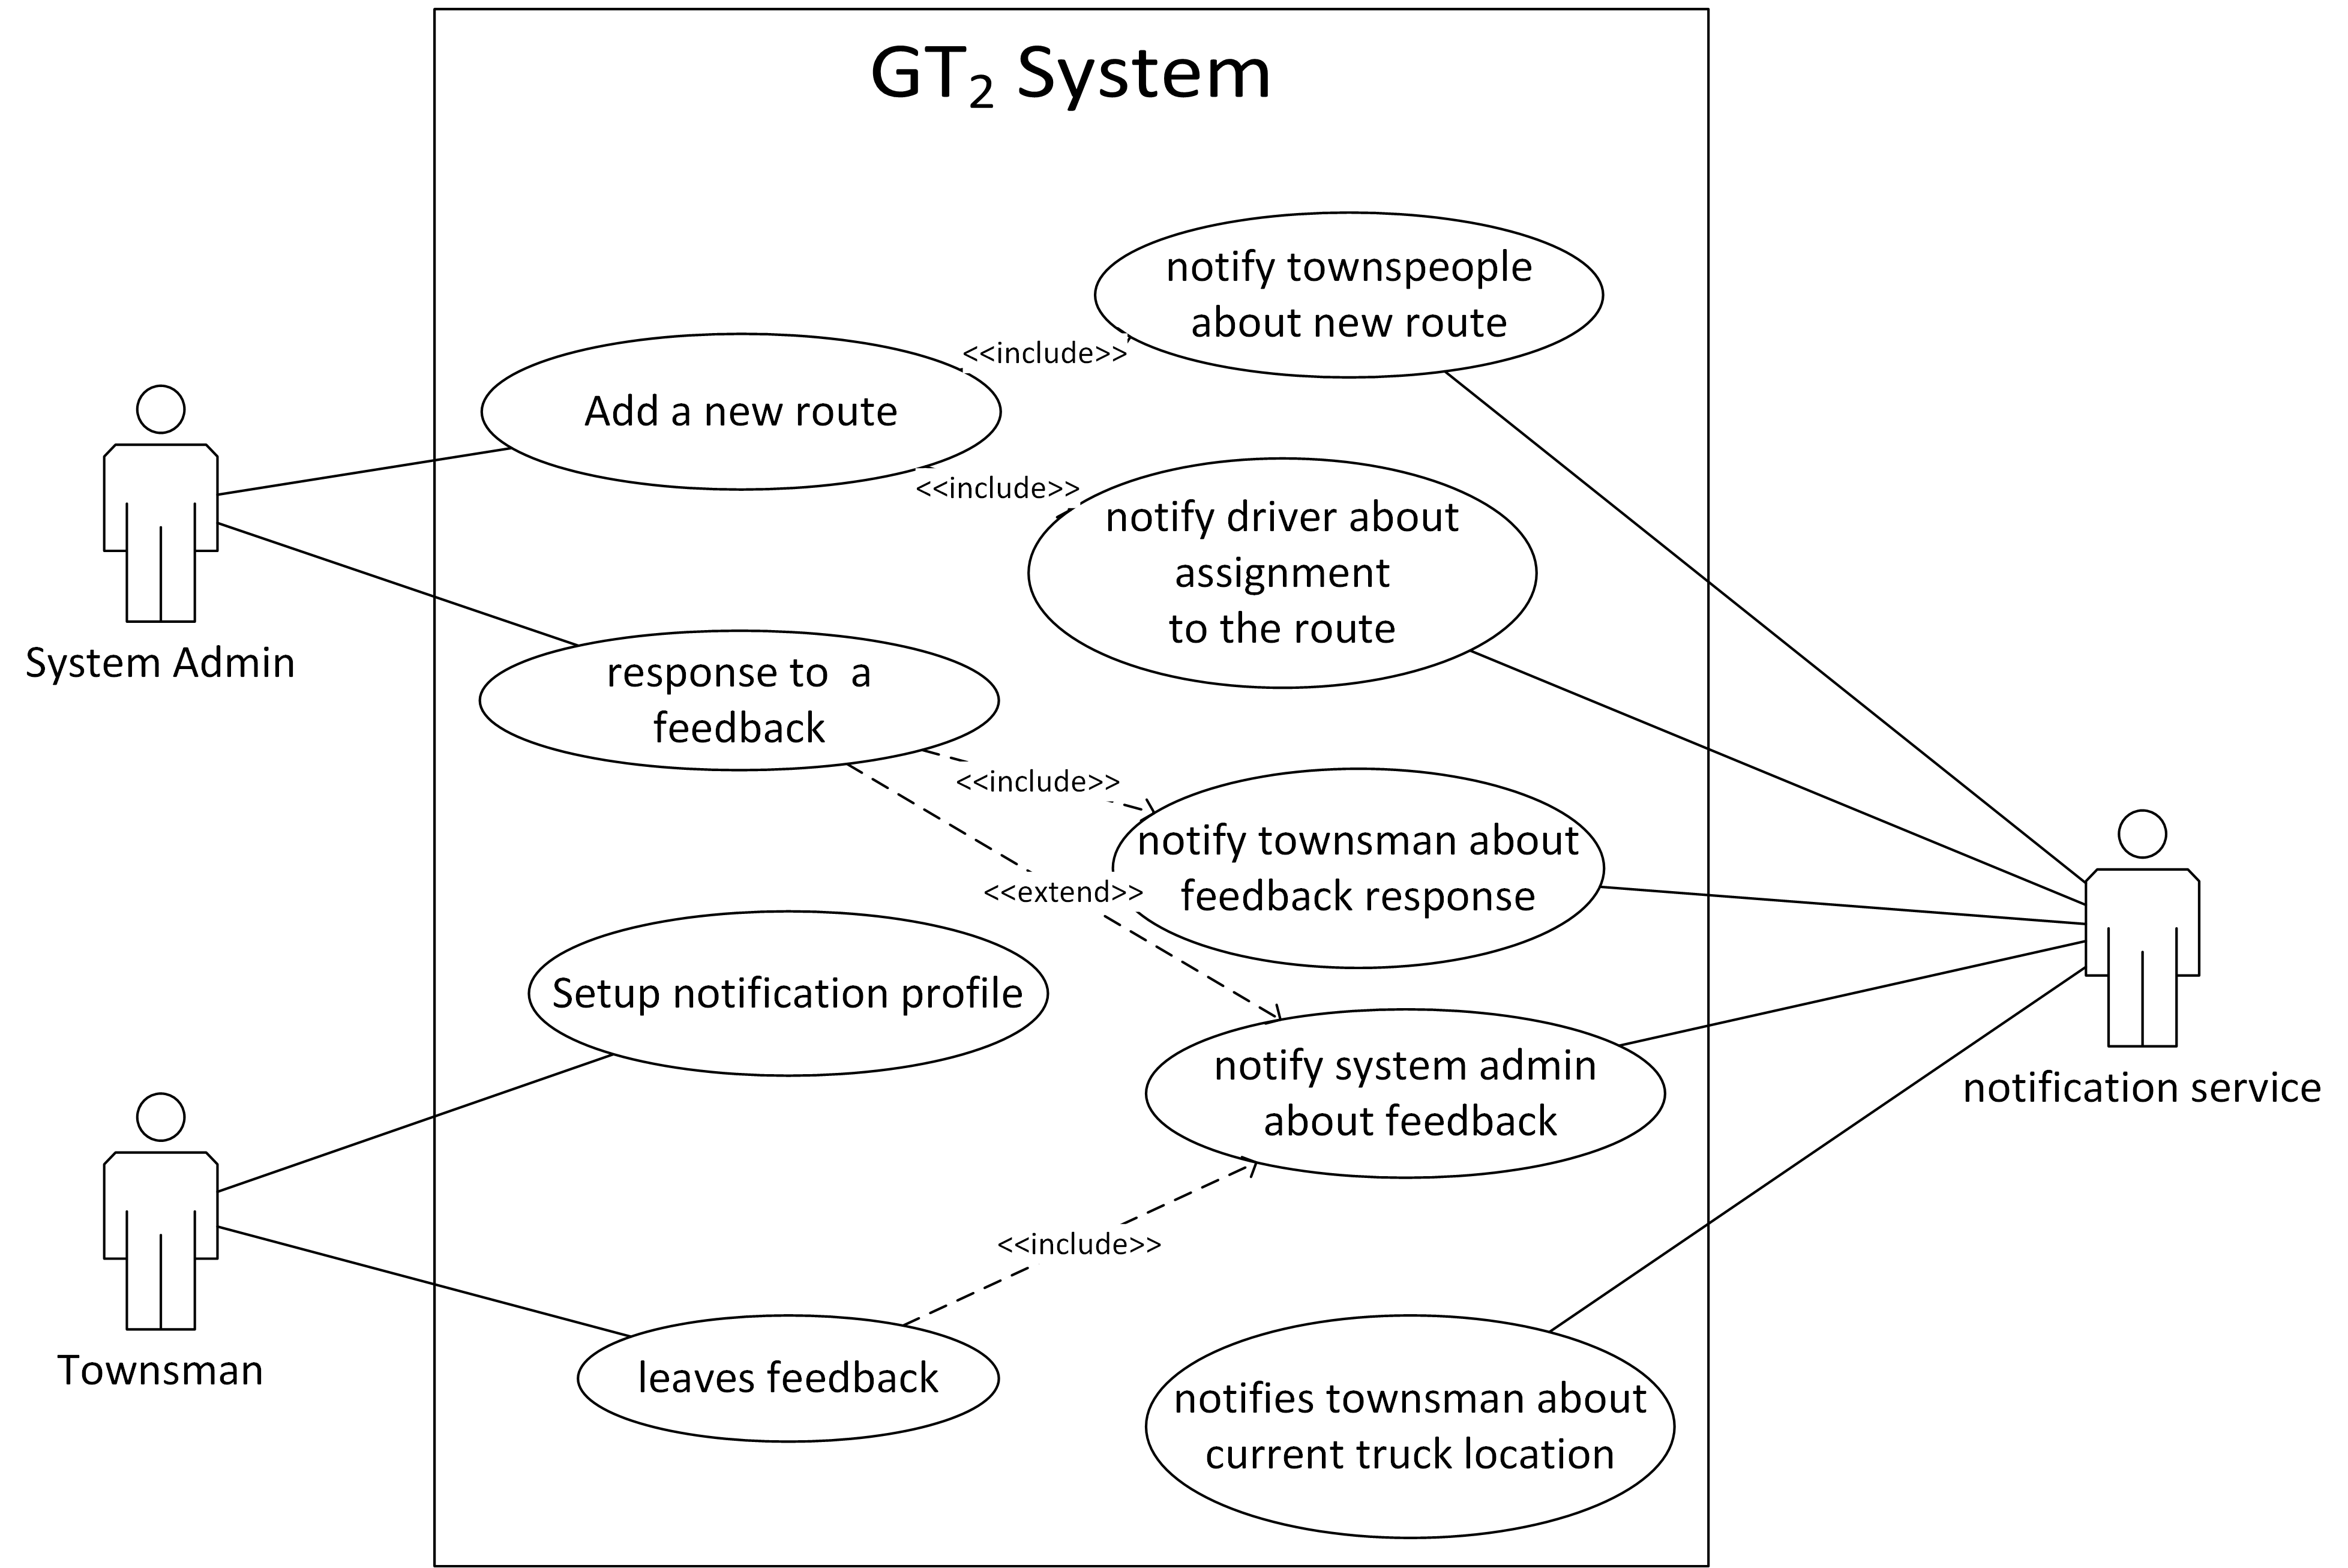 GT₂ System
notify townspeople
about new route
<<include>>
Add a new route
<<include>>
notify driver about
assignment
to the route
System Admin
response to  a
feedback
<<include>>
notify townsman about
feedback response
<<extend>>
Setup notification profile
notify system admin
about feedback
notification service
<<include>>
Townsman
leaves feedback
notifies townsman about
current truck location